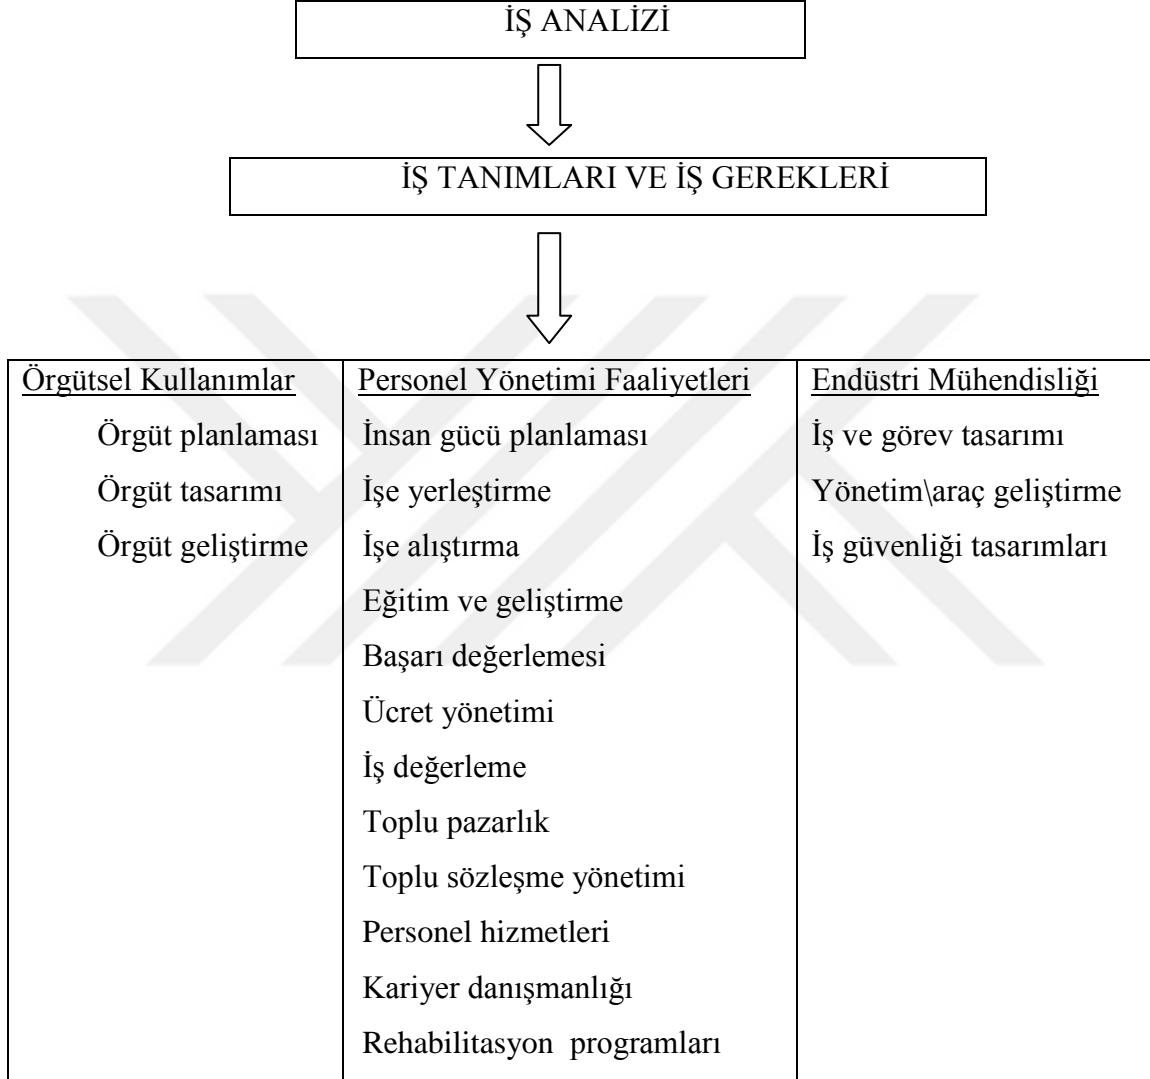 İŞ ANALİZİ
İŞ TANIMLARI VE İŞ GEREKLERİ
Örgütsel Kullanımlar
Örgüt planlaması
Örgüt tasarımı
Örgüt geliştirme
Personel Yönetimi Faaliyetleri
İnsan gücü planlaması
İşe yerleştirme
İşe alıştırma
Eğitim ve geliştirme
Başarı değerlemesi
Ücret yönetimi
İş değerleme
Toplu pazarlık
Toplu sözleşme yönetimi
Personel hizmetleri
Kariyer danışmanlığı
Rehabilitasyon programları
Endüstri Mühendisliği
İş ve görev tasarımı
Yönetim\araç geliştirme
İş güvenliği tasarımları